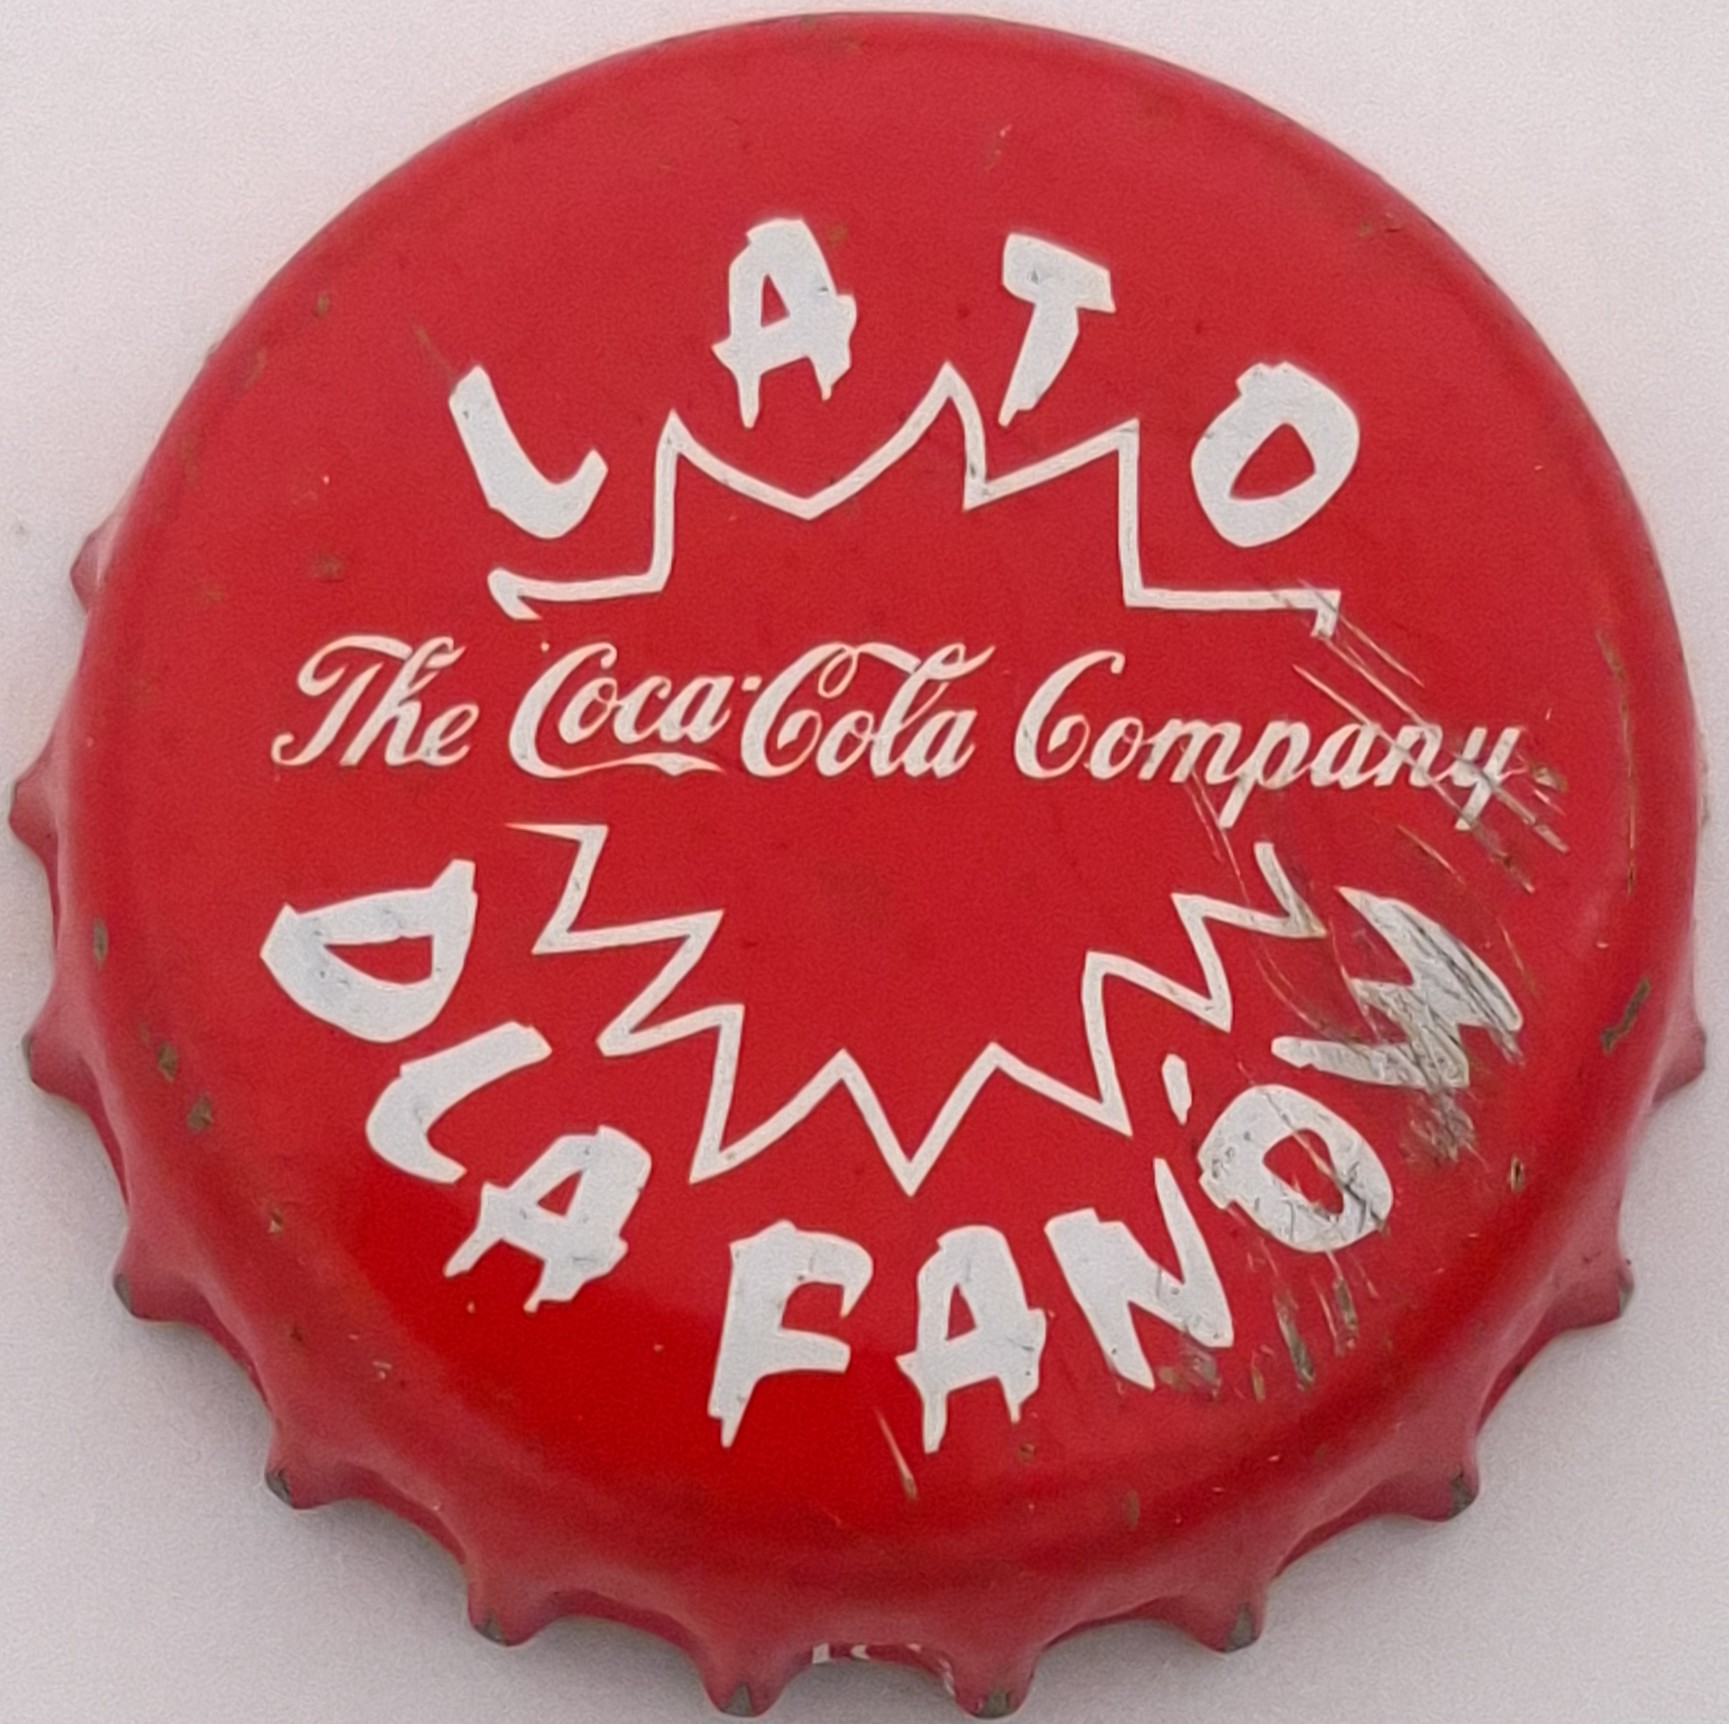 LATO
The Coca-Cola Company
DLA FANÓW